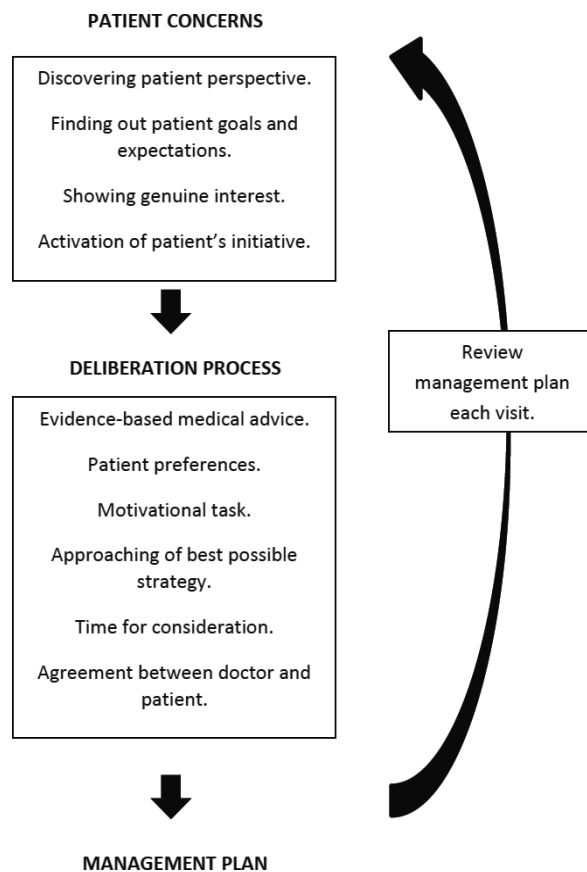 PATIENT CONCERNS
Discovering patient perspective.
Finding out patient goals and
expectations.
Showing genuine interest.
Activation of patient's initiative.
DELIBERATION PROCESS
Evidence-based medical advice.
Patient preferences.
Motivational task.
Approaching of best possible
strategy.
Time for consideration.
Agreement between doctor and
patient.
MANAGEMENT PLAN
Review
management plan
each visit.